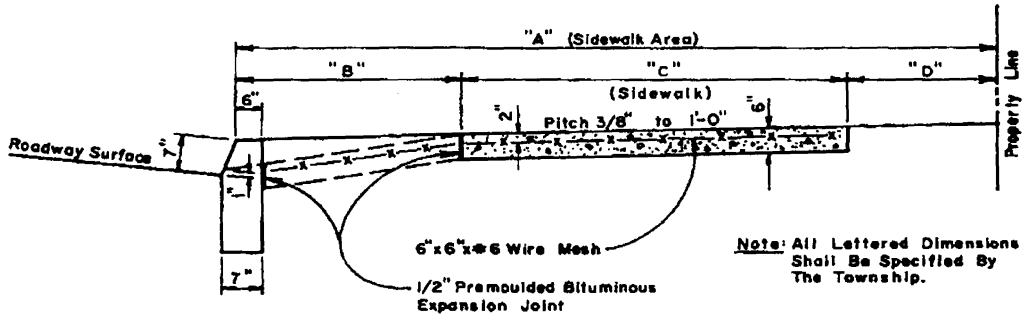 "A" (Sidewalk Area)
"B"
"C"
"D"
(Sidewalk)
6"
2"
6"
Pitch 3/8" to 1'-0"
Property Line
Roadway Surface
7"
1"
6"x6"x#6 Wire Mesh
7"
1/2" Premoulded Bituminous
Expansion Joint
Note: All Lettered Dimensions
Shall Be Specified By
The Township.